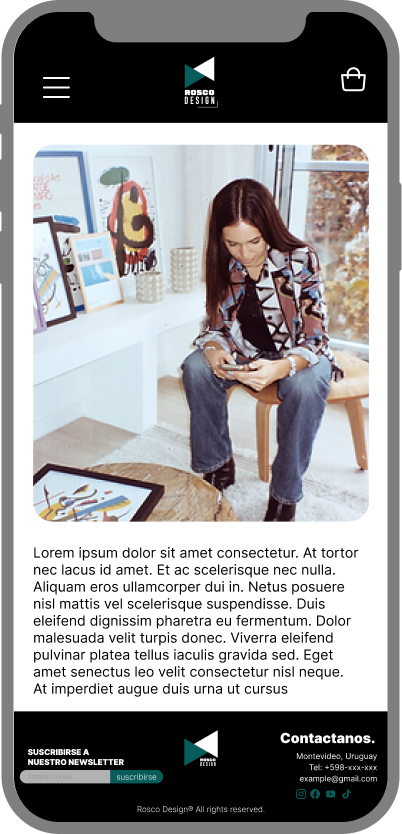 ROSCO
DESIGN
Lorem ipsum dolor sit amet consectetur. At tortor
nec lacus id amet. Et ac scelerisque nec nulla.
Aliquam eros ullamcorper dui in. Netus posuere
nisl mattis vel scelerisque suspendisse. Duis
eleifend dignissim pharetra eu fermentum. Dolor
malesuada velit turpis donec. Viverra eleifend
pulvinar platea tellus iaculis gravida sed. Eget
amet senectus leo velit consectetur nisl neque.
At imperdiet augue duis urna ut cursus
SUSCRIBIRSE A
NUESTRO NEWSLETTER
suscribirse
ROSCO
DESIGN
Contactanos.
Montevideo, Uruguay
Tel: +598-xxx-xxx
example@gmail.com
Rosco Design® All rights reserved.